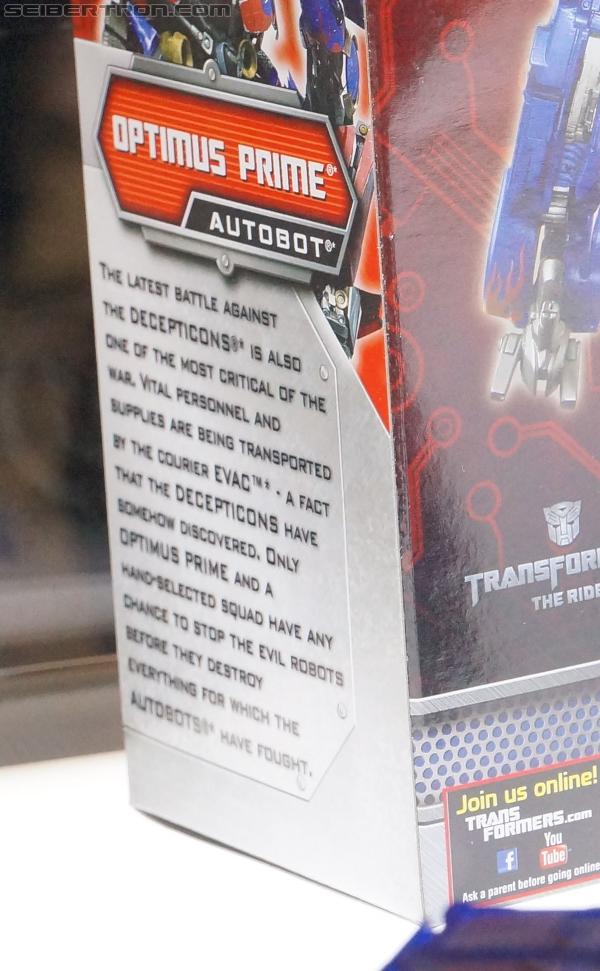 SEIBERTRON.COM
OPTIMUS PRIME®*
AUTOBOT®*
THE LATEST BATTLE AGAINST
THE DECEPTICONS®* IS ALSO
ONE OF THE MOST CRITICAL OF THE
WAR. VITAL PERSONNEL AND
SUPPLIES ARE BEING TRANSPORTED
BY THE COURIER EVAC™* - A FACT
THAT THE DECEPTICONS HAVE
SOMEHOW DISCOVERED. ONLY
OPTIMUS PRIME AND A
HAND-SELECTED SQUAD HAVE ANY
CHANCE TO STOP THE EVIL ROBOTS
BEFORE THEY DESTROY
EVERYTHING FOR WHICH THE
AUTOBOTS®* HAVE FOUGHT.
TRANSFOR
THE RIDE
Join us online!
TRANS
FORMERS.com
f
You
Tube™
Ask a parent before going online